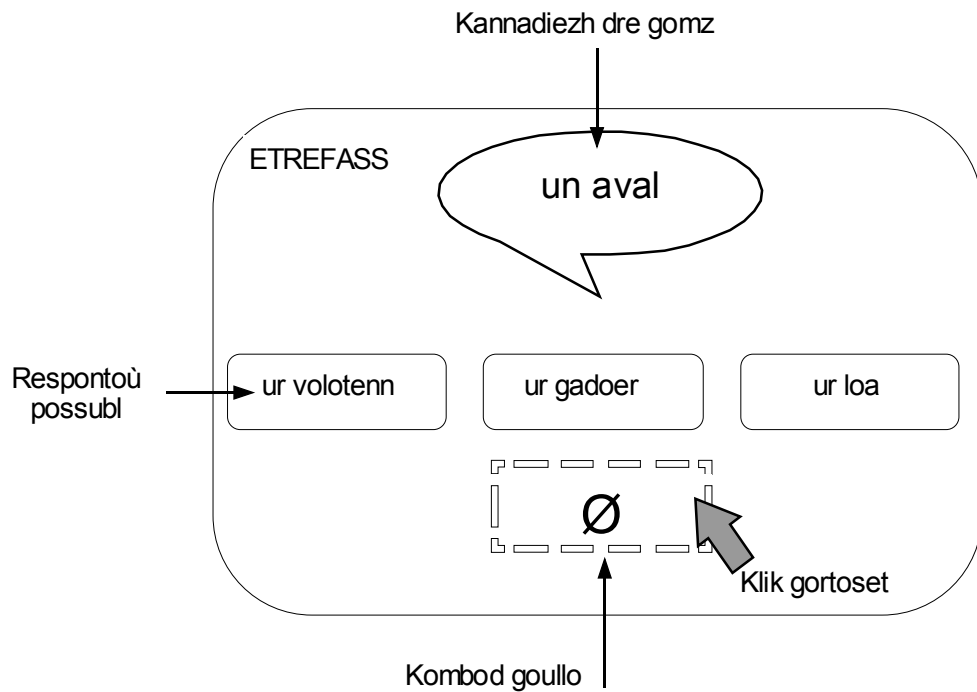 Kannadiezh dre gomz
ETREFASS
un aval
Respontoù
possubl
ur volotenn
ur gadoer
ur loa
Ø
Klik gortoset
Kombod goullo